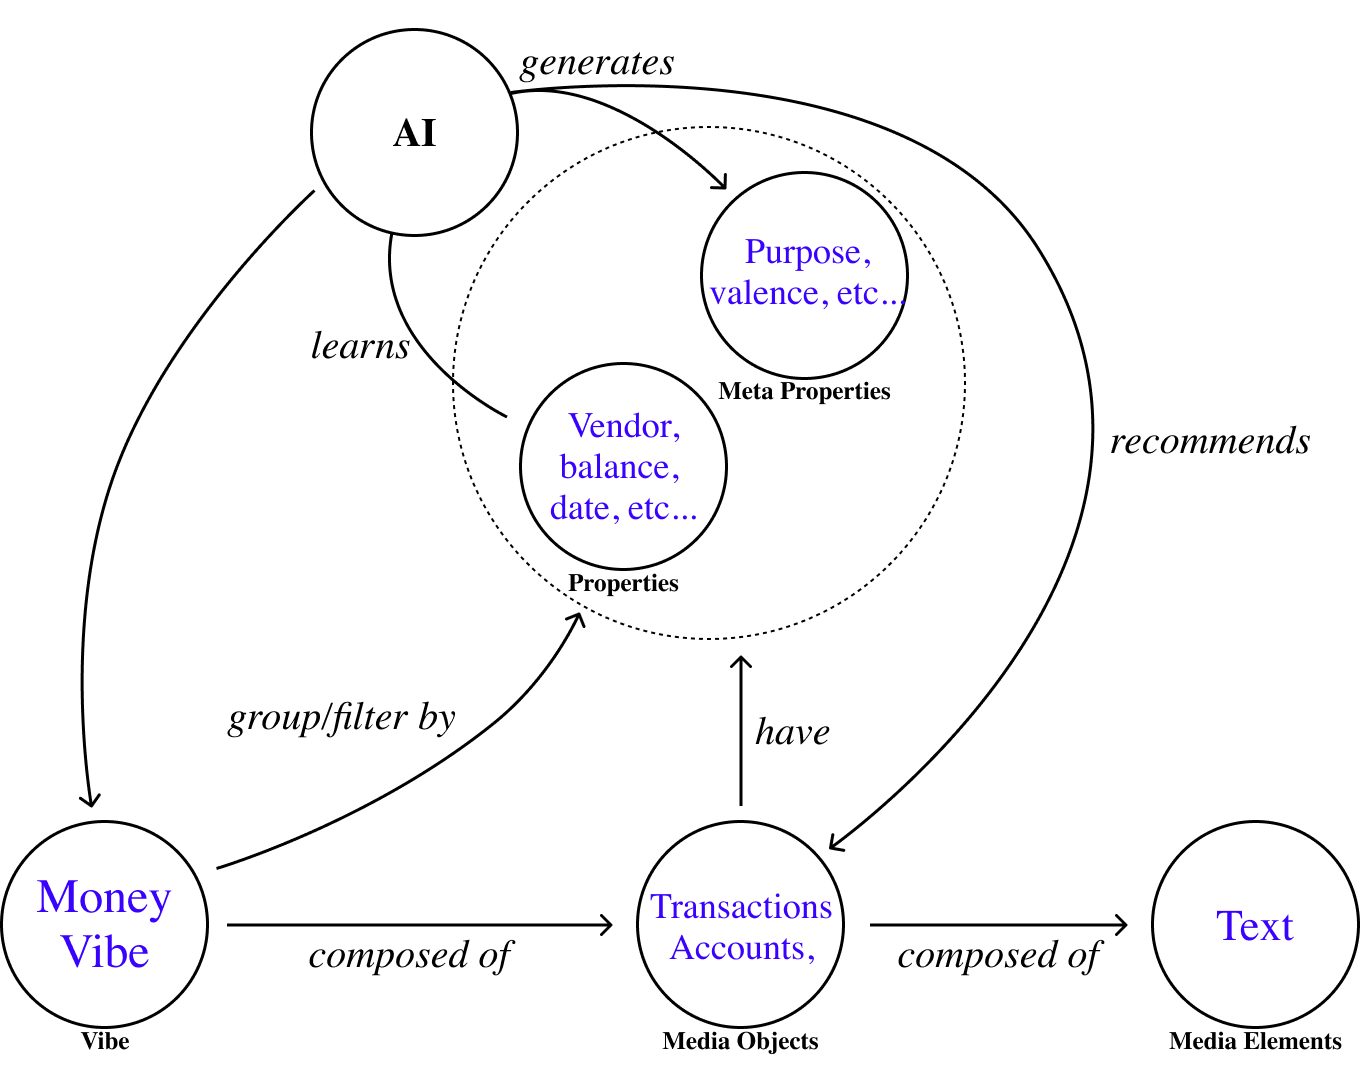 generates
AI
Purpose,
valence, etc...
learns
Meta Properties
Vendor,
balance,
date, etc...
recommends
Properties
group/filter by
have
Money
Vibe
composed of
Transactions
Accounts,
composed of
Text
Vibe
Media Objects
Media Elements